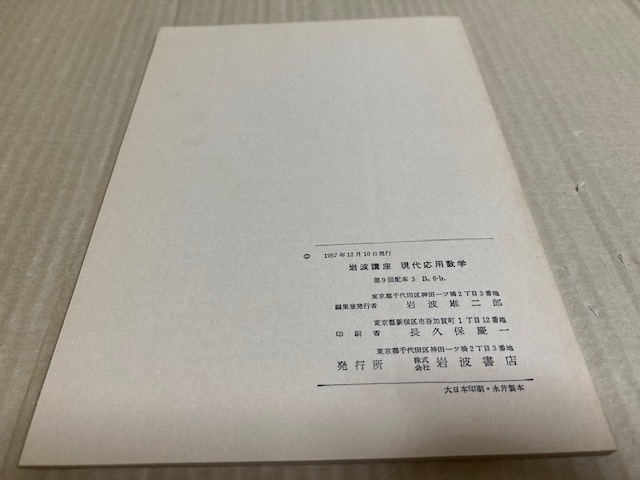 © 1957年12月10日発行
岩波講座 現代応用数学
第9回配本 3 B. 6-b.
東京都千代田区神田一ツ橋2丁目3番地
編集兼発行者 岩波雄二郎
東京都新宿区市谷加賀町1丁目12番地
印刷者 長久保慶一
東京都千代田区神田一ツ橋2丁目3番地
発行所 株式会社 岩波書店
大日本印刷・永井製本